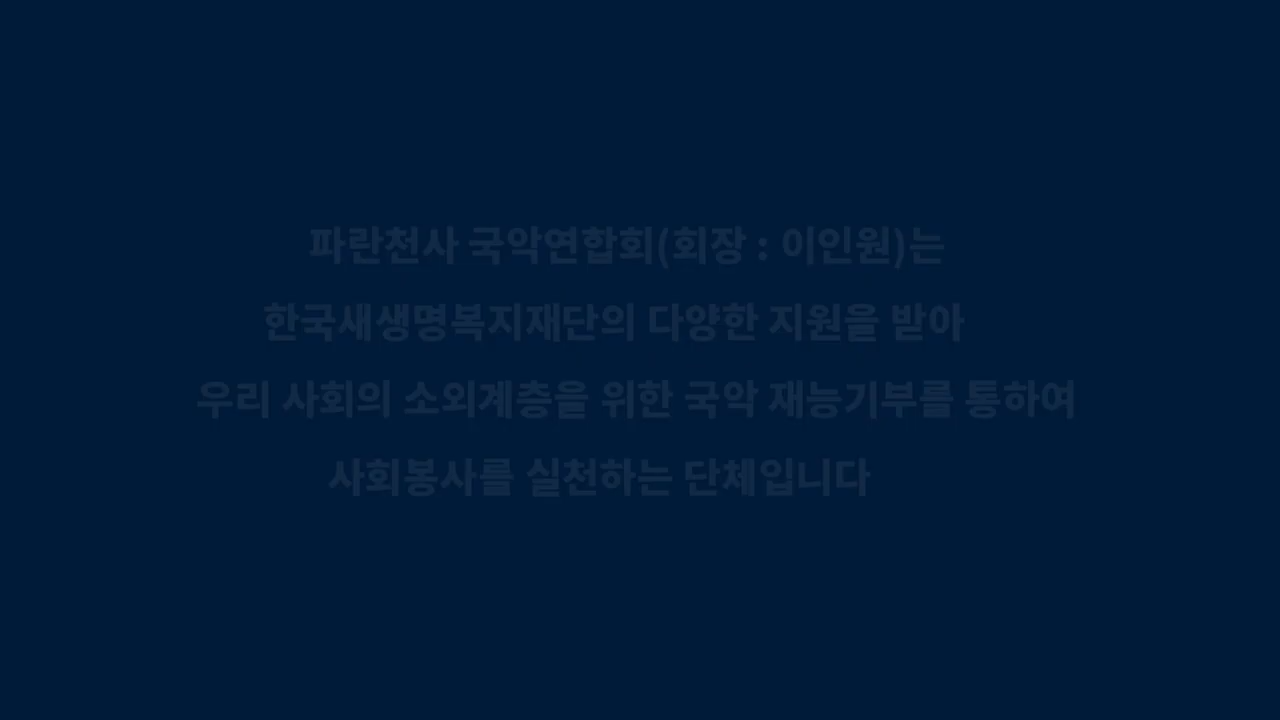 파란천사 국악연합회(회장 : 이인원)는
한국새생명복지재단의 다양한 지원을 받아
우리 사회의 소외계층을 위한 국악 재능기부를 통하여
사회봉사를 실천하는 단체입니다